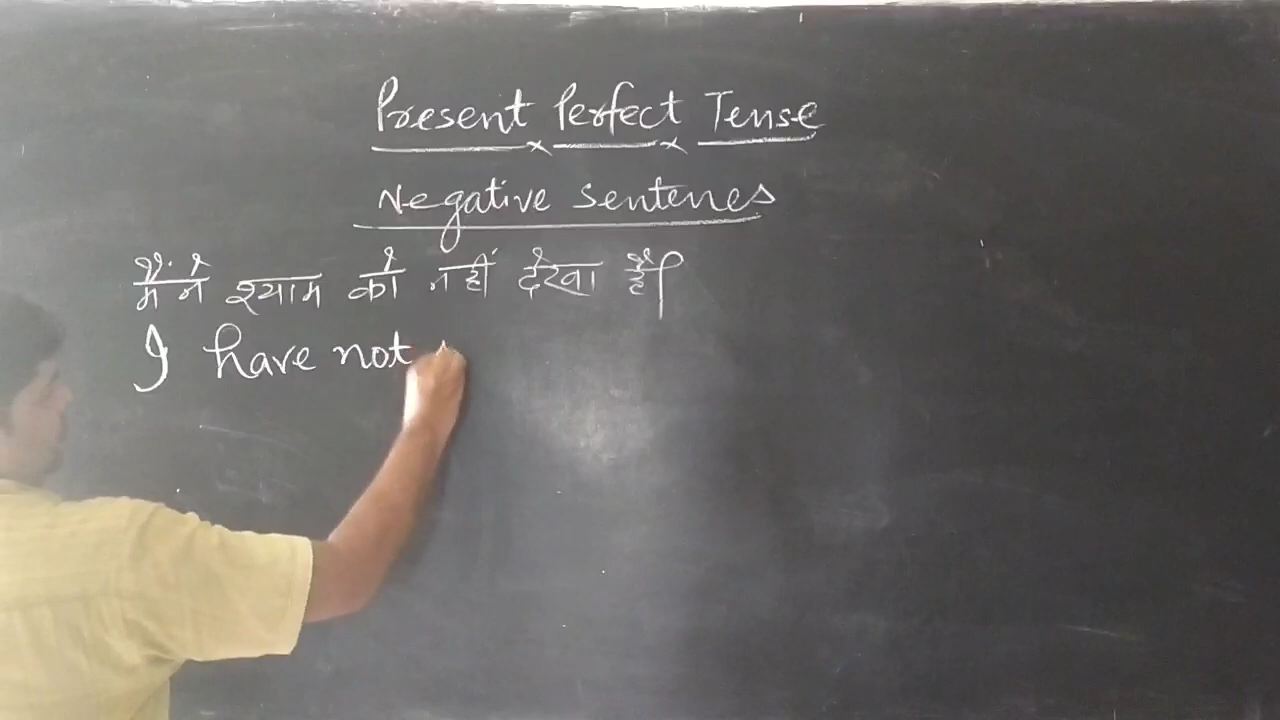 Present Perfect Tense
Negative sentenes
मैंने श्याम को नहीं देखा है।
I have not